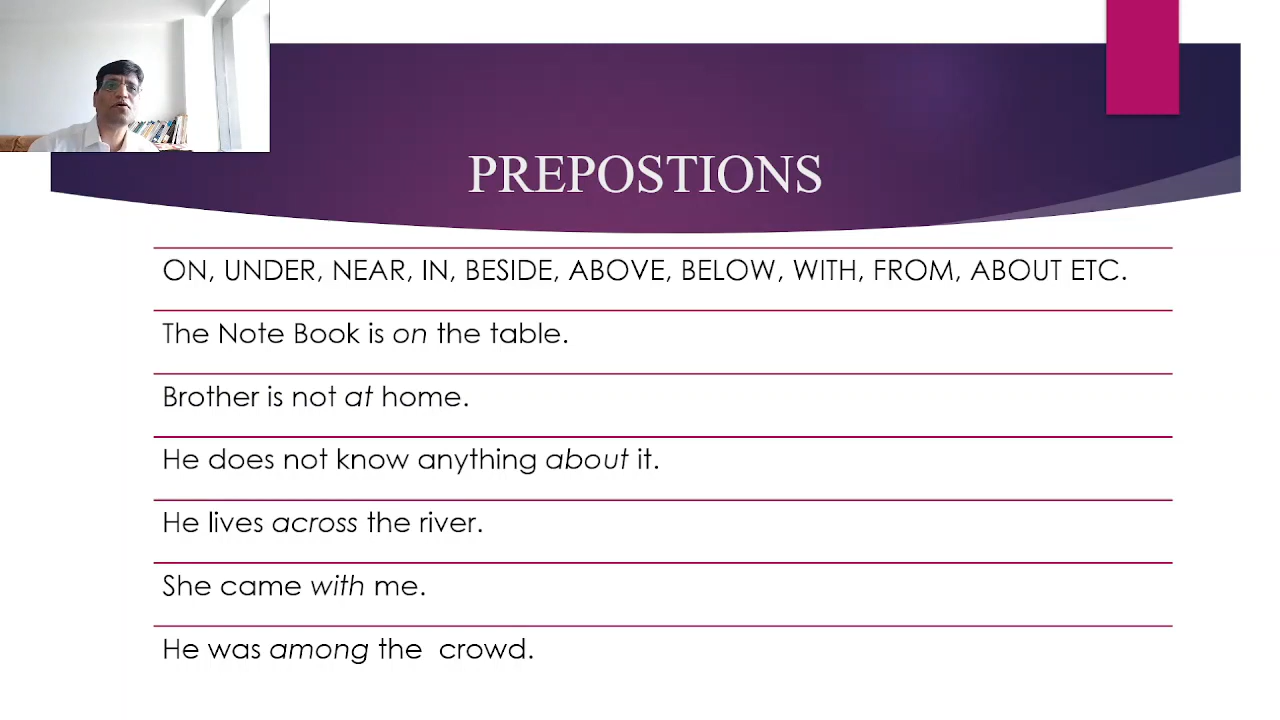 PREPOSTIONS
ON, UNDER, NEAR, IN, BESIDE, ABOVE, BELOW, WITH, FROM, ABOUT ETC.
The Note Book is on the table.
Brother is not at home.
He does not know anything about it.
He lives across the river.
She came with me.
He was among the  crowd.